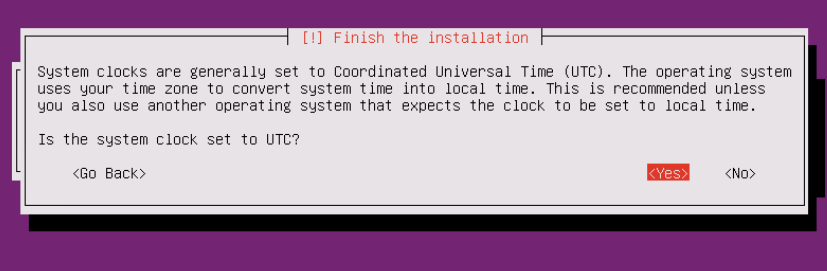 [!] Finish the installation
System clocks are generally set to Coordinated Universal Time (UTC). The operating system
uses your time zone to convert system time into local time. This is recommended unless
you also use another operating system that expects the clock to be set to local time.
Is the system clock set to UTC?
<Go Back> <Yes> <No>